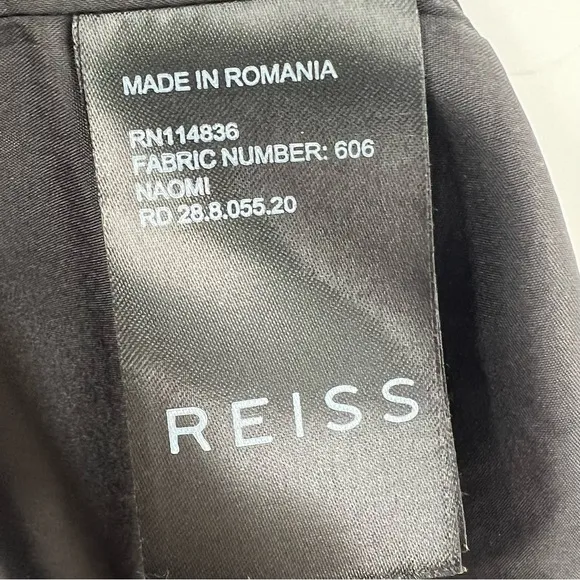 MADE IN ROMANIA
RN114836
FABRIC NUMBER: 606
NAOMI
RD 28.8.055.20
REISS